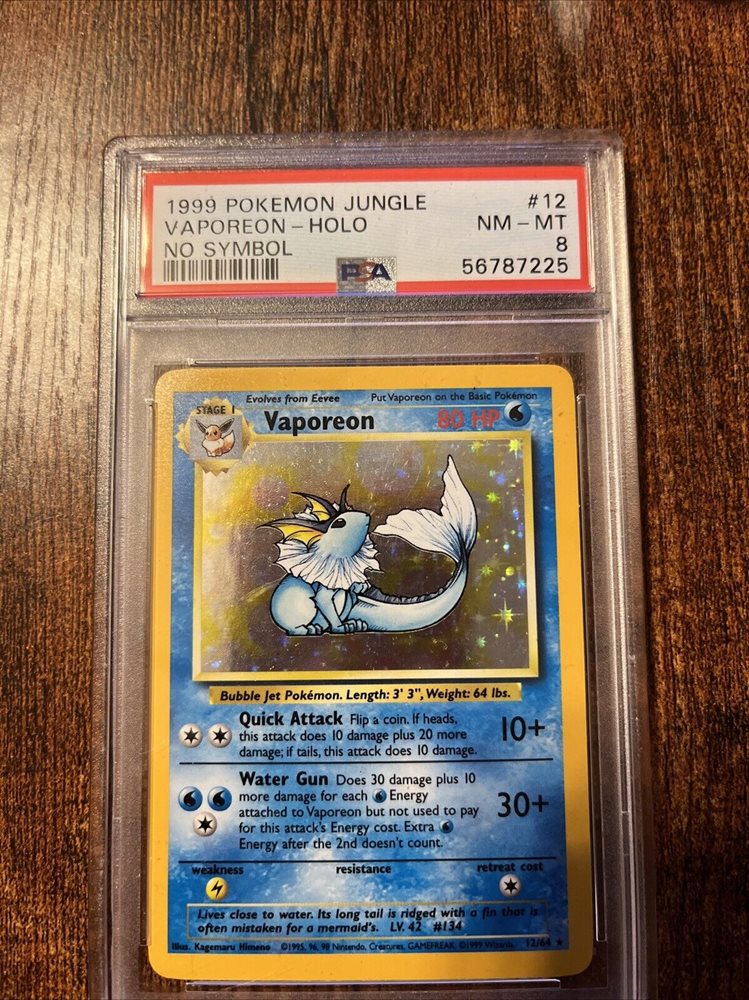 1999 POKEMON JUNGLE #12
VAPOREON - HOLO NM - MT
NO SYMBOL 8
PSA 56787225
Evolves from Eevee Put Vaporeon on the Basic Pokémon
STAGE 1
Vaporeon 80 HP
Bubble Jet Pokémon. Length: 3' 3", Weight: 64 lbs.
Quick Attack Flip a coin. If heads,
this attack does 10 damage plus 20 more
damage; if tails, this attack does 10 damage.
10+
Water Gun Does 30 damage plus 10
more damage for each Energy
attached to Vaporeon but not used to pay
for this attack's Energy cost. Extra
Energy after the 2nd doesn't count.
30+
weakness resistance retreat cost
Lives close to water. Its long tail is ridged with a fin that is
often mistaken for a mermaid's. LV. 42 #134
Illus. Kagemaru Himeno ©1995, 96, 98 Nintendo, Creatures, GAMEFREAK. ©1999 Wizards. 12/64 ★